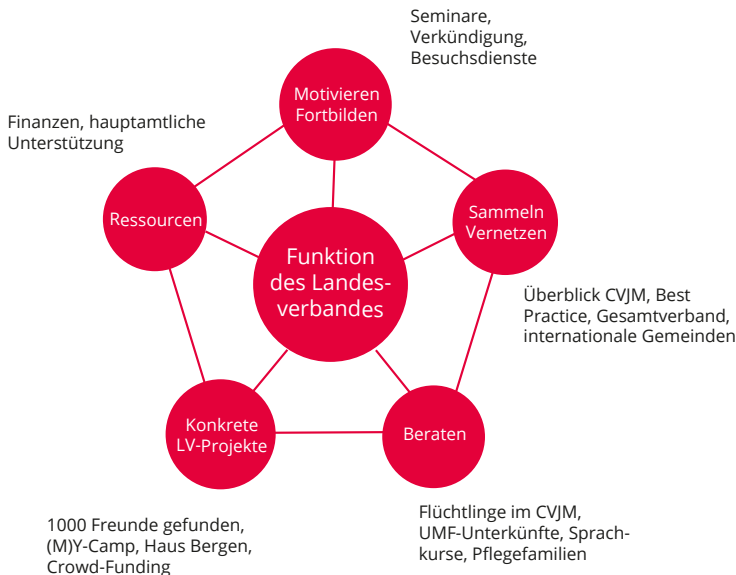 Seminare,
Verkündigung,
Besuchsdienste
Motivieren
Fortbilden
Finanzen, hauptamtliche
Unterstützung
Ressourcen
Sammeln
Vernetzen
Funktion
des Landes-
verbandes
Überblick CVJM, Best
Practice, Gesamtverband,
internationale Gemeinden
Konkrete
LV-Projekte
Beraten
1000 Freunde gefunden,
(M)Y-Camp, Haus Bergen,
Crowd-Funding
Flüchtlinge im CVJM,
UMF-Unterkünfte, Sprach-
kurse, Pflegefamilien